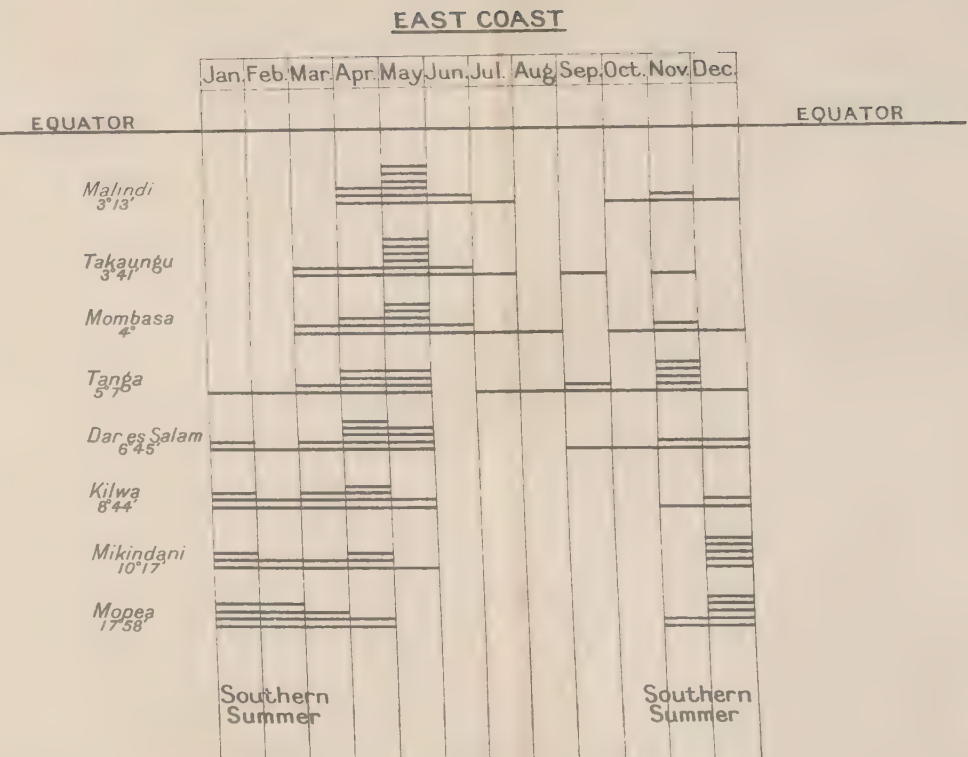 EAST COAST
Jan. Feb. Mar. Apr. May Jun. Jul. Aug. Sep. Oct. Nov. Dec.
EQUATOR EQUATOR
Malindi
3°13'
Takaungu
3°41'
Mombasa
4°
Tanga
5°7'
Dar es Salam
6°45'
Kilwa
8°44'
Mikindani
10°17'
Mopea
17°58'
Southern Southern
Summer Summer